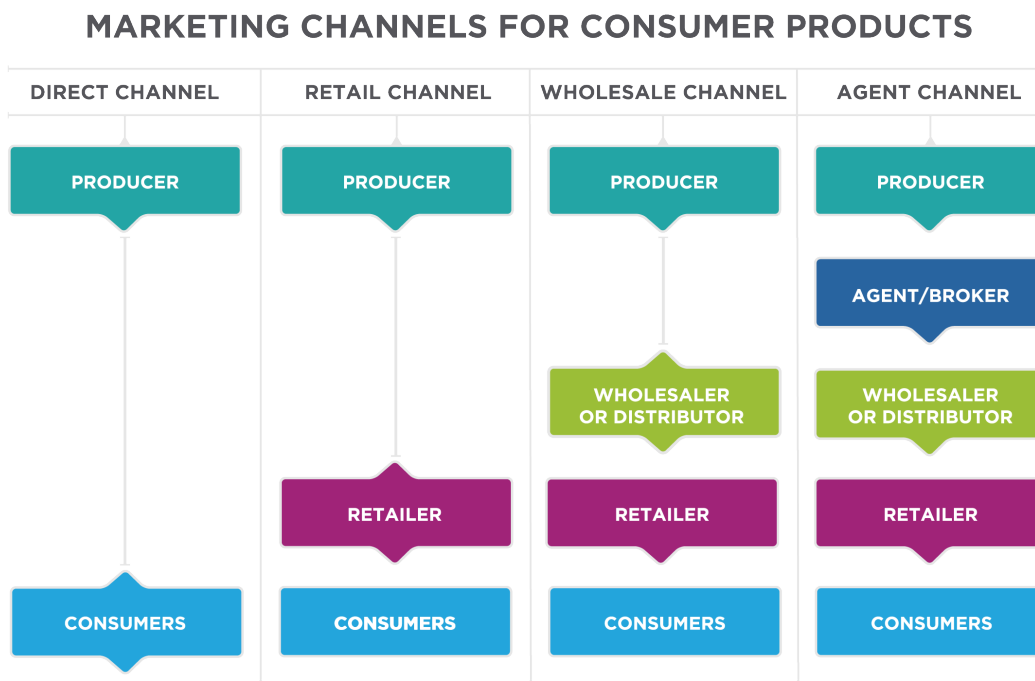 MARKETING CHANNELS FOR CONSUMER PRODUCTS
DIRECT CHANNEL
RETAIL CHANNEL
WHOLESALE CHANNEL
AGENT CHANNEL
PRODUCER
PRODUCER
PRODUCER
PRODUCER
AGENT/BROKER
WHOLESALER
OR DISTRIBUTOR
WHOLESALER
OR DISTRIBUTOR
RETAILER
RETAILER
RETAILER
CONSUMERS
CONSUMERS
CONSUMERS
CONSUMERS